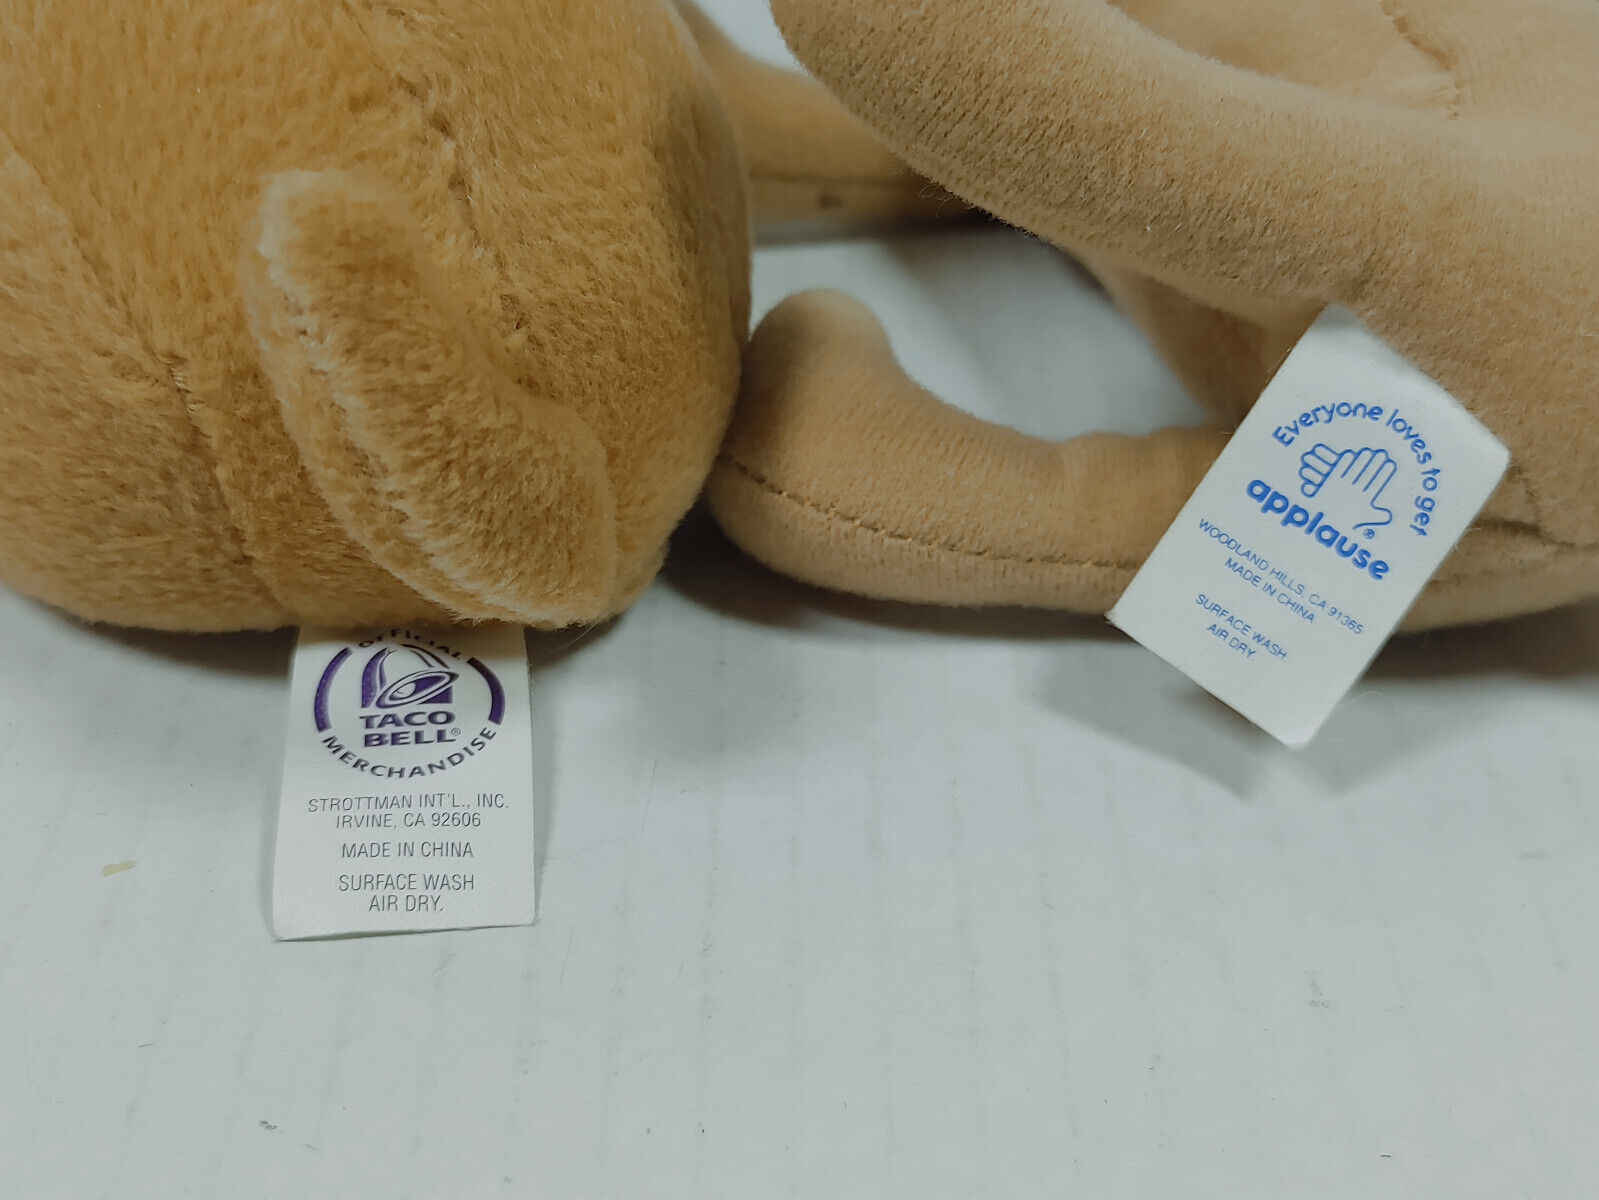 OFFICIAL
TACO
BELL®
MERCHANDISE
STROTTMAN INT'L., INC.
IRVINE, CA 92606
MADE IN CHINA
SURFACE WASH
AIR DRY.
Everyone loves to get
applause®
WOODLAND HILLS, CA 91365
MADE IN CHINA
SURFACE WASH
AIR DRY.